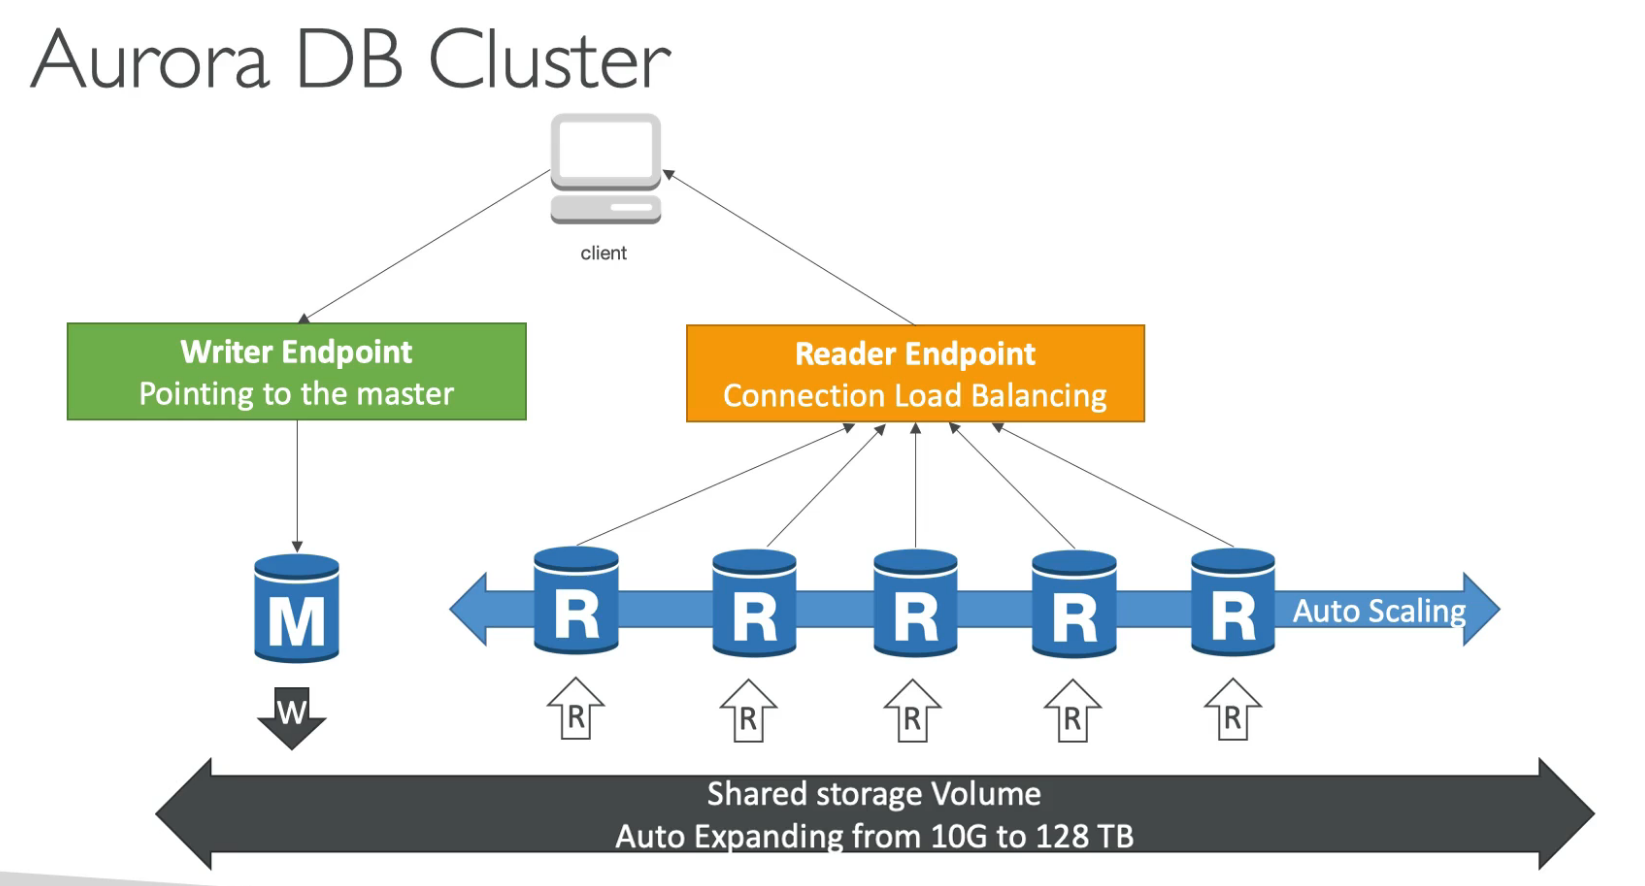 Aurora DB Cluster
client
Writer Endpoint
Pointing to the master
Reader Endpoint
Connection Load Balancing
M
R
R
R
R
R
Auto Scaling
W
R
R
R
R
R
Shared storage Volume
Auto Expanding from 10G to 128 TB